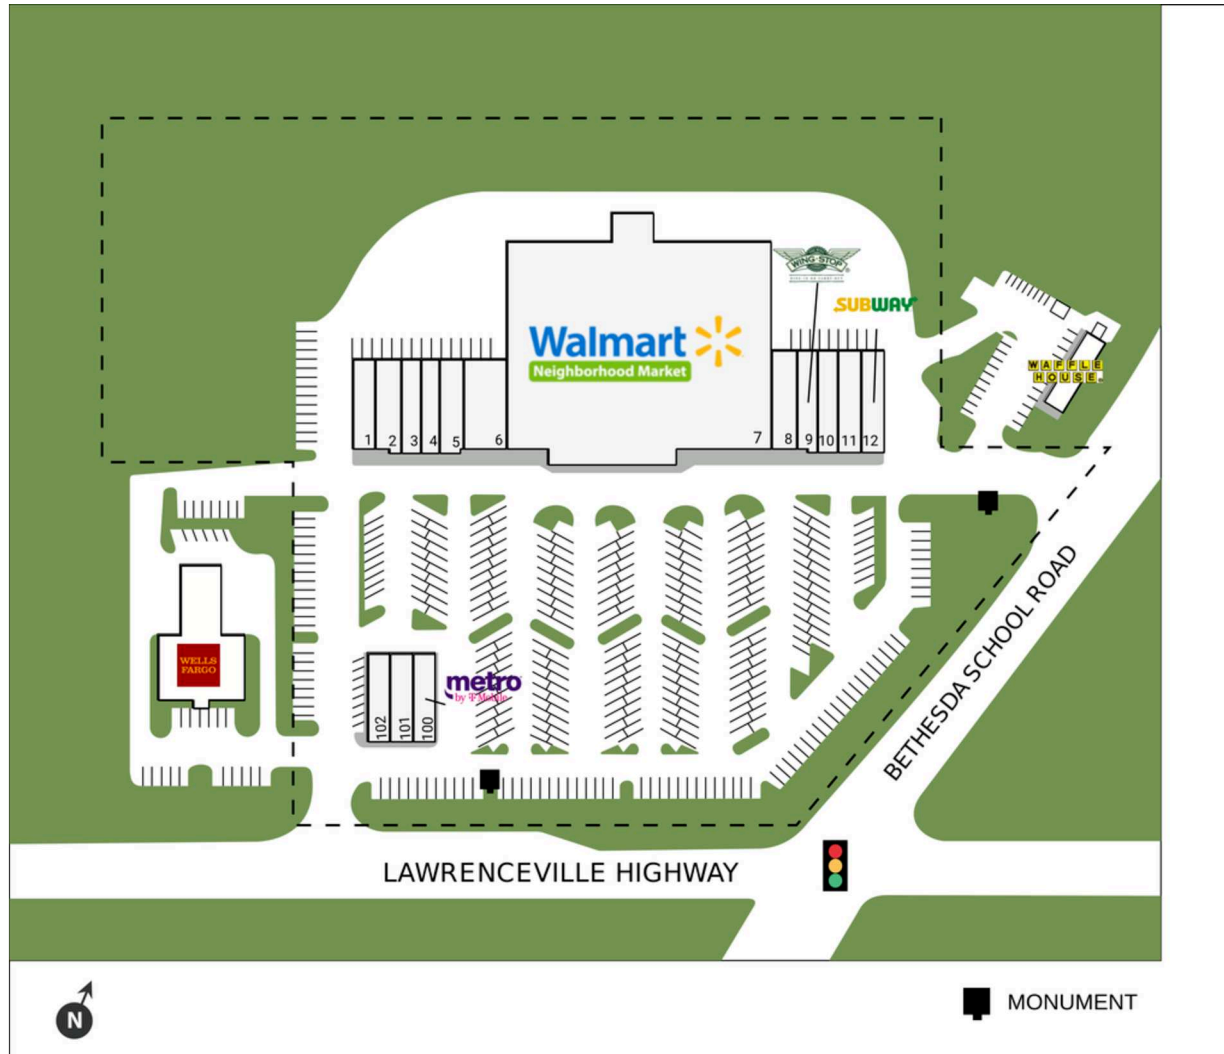 WING·STOP
SUBWAY
Walmart
Neighborhood Market
WAFFLE
HOUSE
1 2 3 4 5 6 7 8 9 10 11 12
WELLS
FARGO
metro
by T Mobile
102 101 100
BETHESDA SCHOOL ROAD
LAWRENCEVILLE HIGHWAY
N
MONUMENT